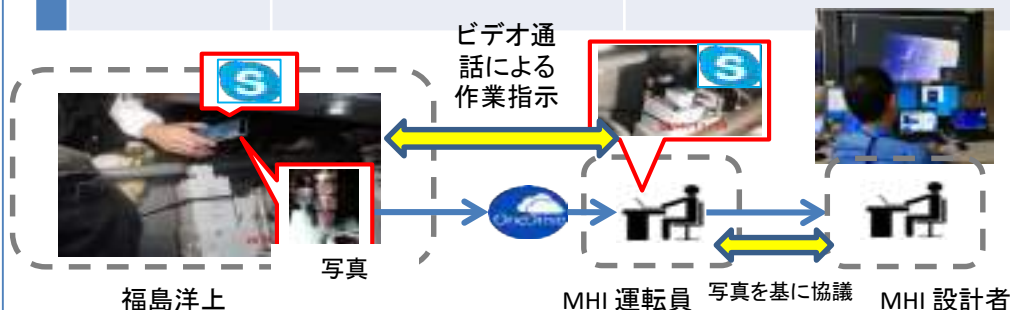 ビデオ通
話による
作業指示
S
S
OneDrive
写真
福島洋上
MHI 運転員
写真を基に協議
MHI 設計者